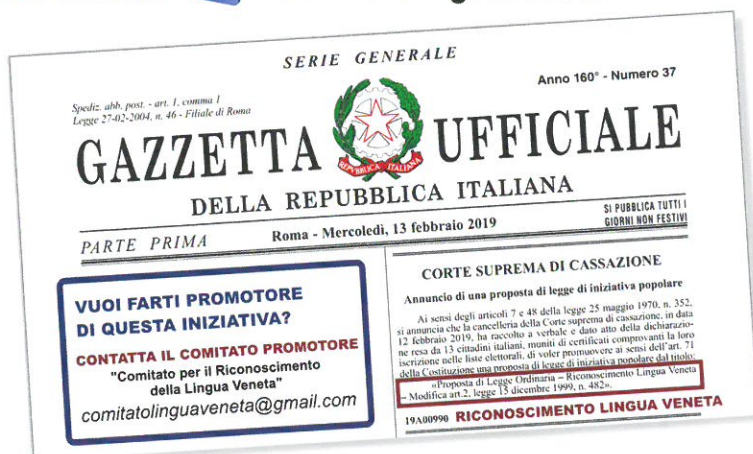 SERIE GENERALE
Spediz. abb. post. - art. 1, comma 1
Legge 27-02-2004, n. 46 - Filiale di Roma
Anno 160° - Numero 37
GAZZETTA UFFICIALE
REPVBBLICA ITALIANA
DELLA REPUBBLICA ITALIANA
PARTE PRIMA
Roma - Mercoledì, 13 febbraio 2019
SI PUBBLICA TUTTI I
GIORNI NON FESTIVI
VUOI FARTI PROMOTORE
DI QUESTA INIZIATIVA?
CONTATTA IL COMITATO PROMOTORE
"Comitato per il Riconoscimento
della Lingua Veneta"
comitatolinguaveneta@gmail.com
CORTE SUPREMA DI CASSAZIONE
Annuncio di una proposta di legge di iniziativa popolare
Ai sensi degli articoli 7 e 48 della legge 25 maggio 1970, n. 352,
si annuncia che la cancelleria della Corte suprema di cassazione, in data
12 febbraio 2019, ha raccolto a verbale e dato atto della dichiarazio-
ne resa da 13 cittadini italiani, muniti di certificati comprovanti la loro
iscrizione nelle liste elettorali, di voler promuovere ai sensi dell'art. 71
della Costituzione una proposta di legge di iniziativa popolare dal titolo:
«Proposta di Legge Ordinaria – Riconoscimento Lingua Veneta
– Modifica art.2, legge 15 dicembre 1999, n. 482».
19A00990 RICONOSCIMENTO LINGUA VENETA